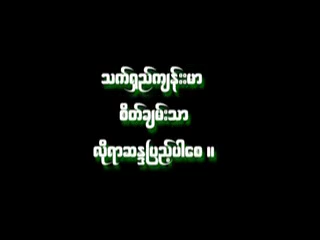 သက်ရှည်ကျန်းးမာ
စိတ်ချမ်းသာ
လိုရာဆန္ဒပြည့်ပါစေ ။